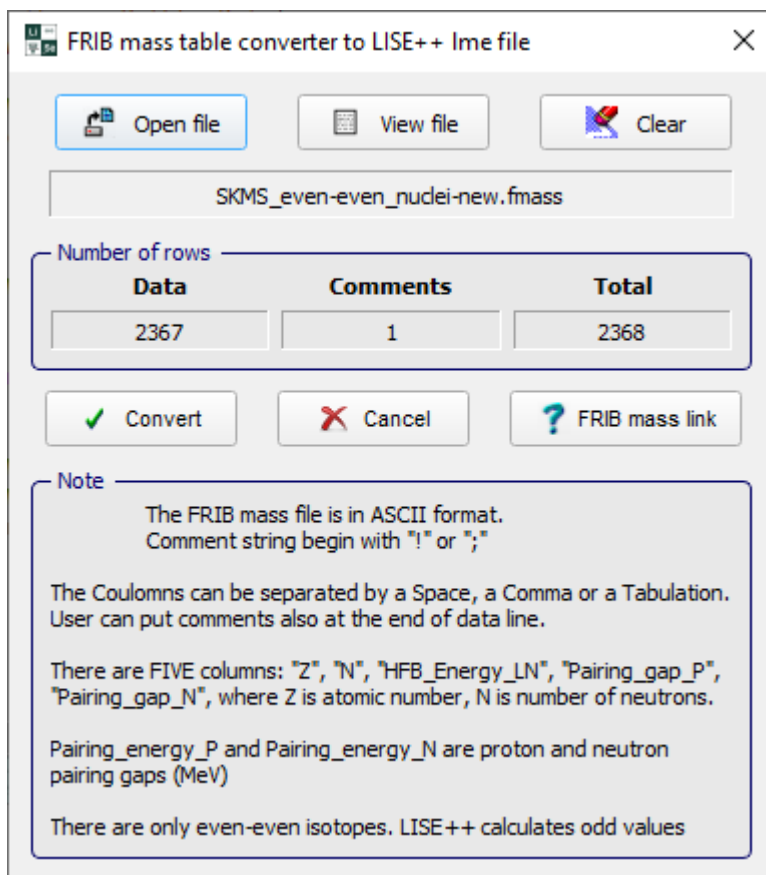 FRIB mass table converter to LISE++ lme file
Open file
View file
Clear
SKMS_even-even_nuclei-new.fmass
Number of rows
Data Comments Total
2367 1 2368
Convert
Cancel
FRIB mass link
Note
The FRIB mass file is in ASCII format.
Comment string begin with "!" or ";"
The Coulomns can be separated by a Space, a Comma or a Tabulation.
User can put comments also at the end of data line.
There are FIVE columns: "Z", "N", "HFB_Energy_LN", "Pairing_gap_P",
"Pairing_gap_N", where Z is atomic number, N is number of neutrons.
Pairing_energy_P and Pairing_energy_N are proton and neutron
pairing gaps (MeV)
There are only even-even isotopes. LISE++ calculates odd values